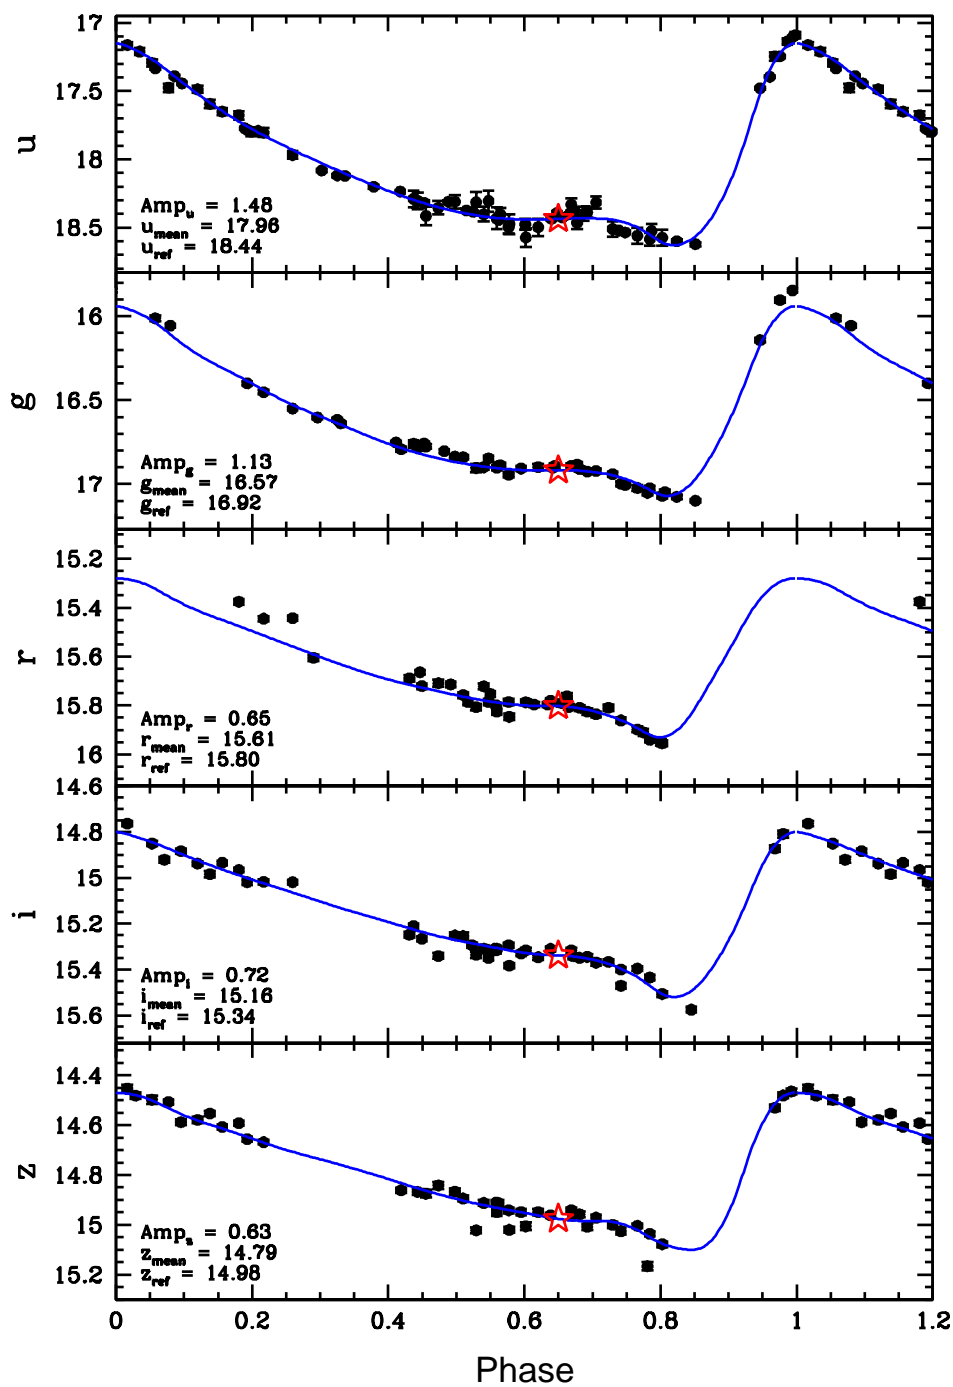 17
17.5
18
18.5
u
Amp_u = 1.48
u_mean = 17.96
u_ref = 18.44
16
16.5
17
g
Amp_g = 1.13
g_mean = 16.57
g_ref = 16.92
15.2
15.4
15.6
15.8
16
r
Amp_r = 0.65
r_mean = 15.61
r_ref = 15.80
14.6
14.8
15
15.2
15.4
15.6
i
Amp_i = 0.72
i_mean = 15.16
i_ref = 15.34
14.4
14.6
14.8
15
15.2
z
Amp_z = 0.63
z_mean = 14.79
z_ref = 14.98
0 0.2 0.4 0.6 0.8 1 1.2
Phase